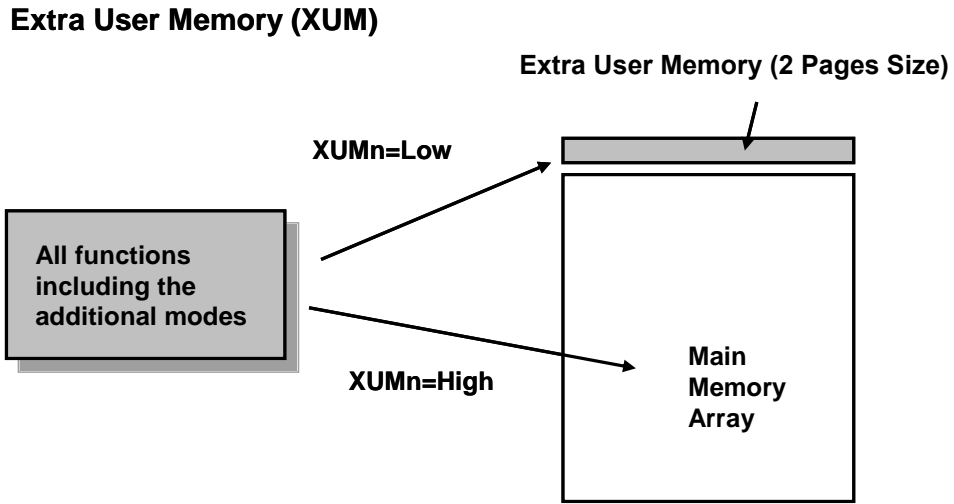 Extra User Memory (XUM)
Extra User Memory (2 Pages Size)
XUMn=Low
All functions
including the
additional modes
XUMn=High
Main
Memory
Array